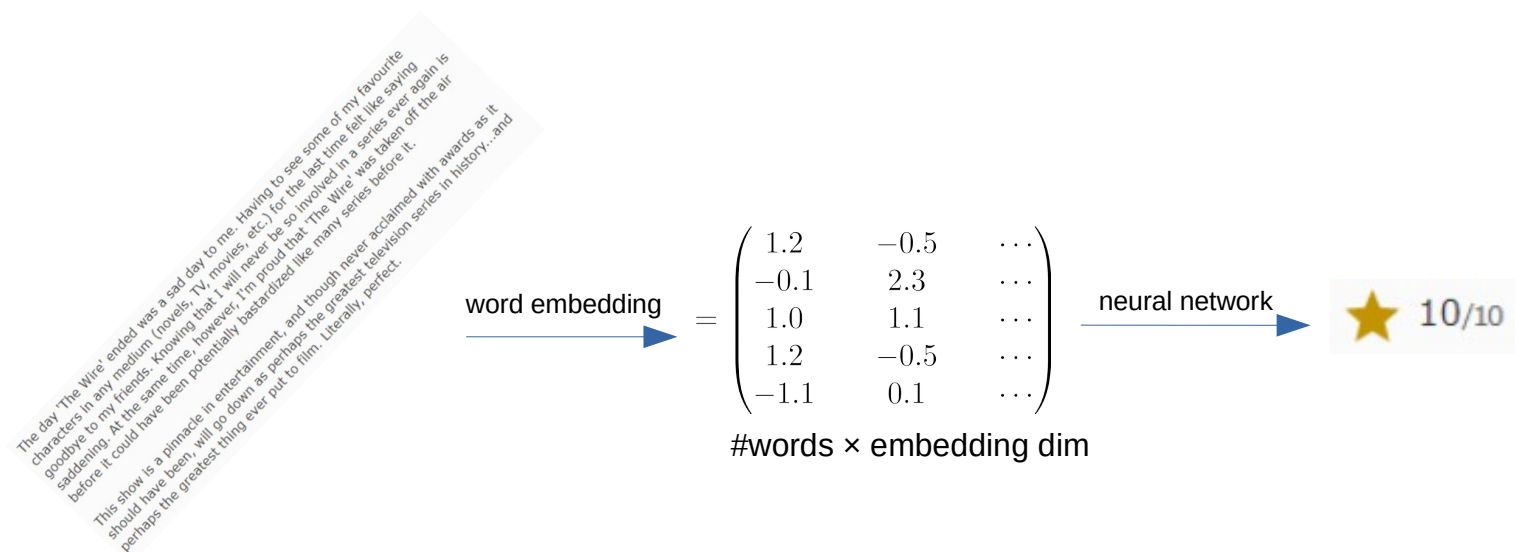 The day 'The Wire' ended was a sad day to me. Having to see some of my favourite
characters in any medium (novels, TV, movies, etc.) for the last time felt like saying
goodbye to my friends. Knowing that I will never be so involved in a series ever again is
saddening. At the same time, however, I'm proud that 'The Wire' was taken off the air
before it could have been potentially bastardized like many series before it.
This show is a pinnacle in entertainment, and though never acclaimed with awards as it
should have been, will go down as perhaps the greatest television series in history...and
perhaps the greatest thing ever put to film. Literally, perfect.
word embedding
=
1.2 −0.5 ⋯
−0.1 2.3 ⋯
1.0 1.1 ⋯
1.2 −0.5 ⋯
−1.1 0.1 ⋯
#words × embedding dim
neural network
10/10